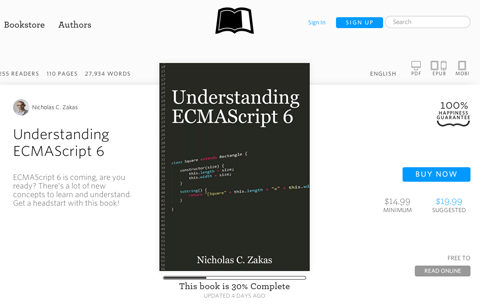 Bookstore Authors
Sign In SIGN UP Search
255 READERS 110 PAGES 27,934 WORDS
ENGLISH PDF EPUB MOBI
Nicholas C. Zakas
Understanding
ECMAScript 6
ECMAScript 6 is coming, are you
ready? There's a lot of new
concepts to learn and understand.
Get a headstart with this book!
Understanding
ECMAScript 6
class Square extends Rectangle {
constructor(size) {
this.length = size;
this.width = size;
}
toString() {
return "Square" + this.length + "x" + this.wi
}
}
Nicholas C. Zakas
This book is 30% Complete
UPDATED 4 DAYS AGO
100%
HAPPINESS
GUARANTEE
BUY NOW
$14.99 $19.99
MINIMUM SUGGESTED
FREE TO
READ ONLINE